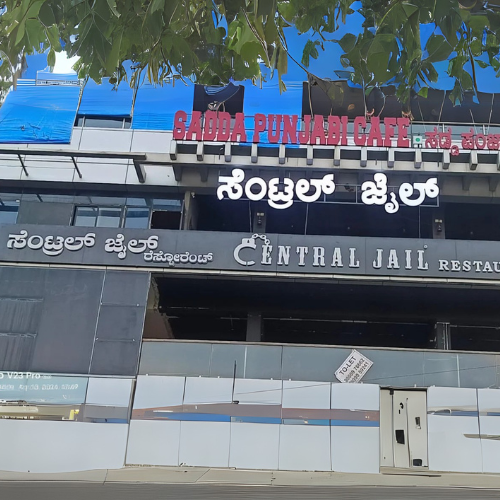 SADDA PUNJABI CAFE
ಸೆಂಟ್ರಲ್ ಜೈಲ್
ಸೆಂಟ್ರಲ್ ಜೈಲ್ ರೆಸ್ಟೋರೆಂಟ್ CENTRAL JAIL RESTAU
TO-LET